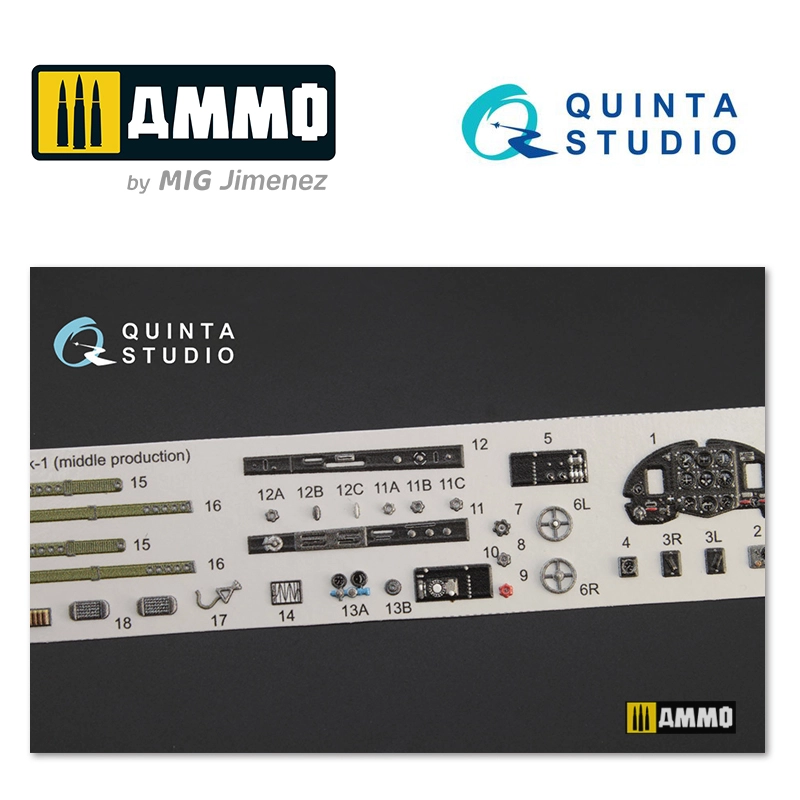 AMMO
by MIG Jimenez
QUINTA
STUDIO
QUINTA
STUDIO
k-1 (middle production)
15
16
15
16
18
17
14
13A
13B
12
12A
12B
12C
11A
11B
11C
11
10
5
7
8
9
6L
6R
1
4
3R
3L
2
AMMO